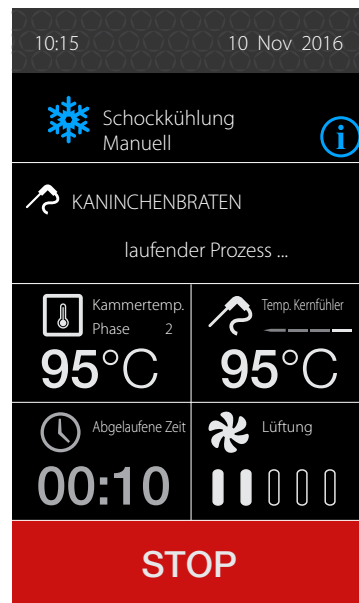 10:15 10 Nov 2016
Schockkühlung
Manuell
i
KANINCHENBRATEN
laufender Prozess ...
Kammertemp.
Phase 2
95°C
Temp. Kernfühler
95°C
Abgelaufene Zeit
00:10
Lüftung
STOP